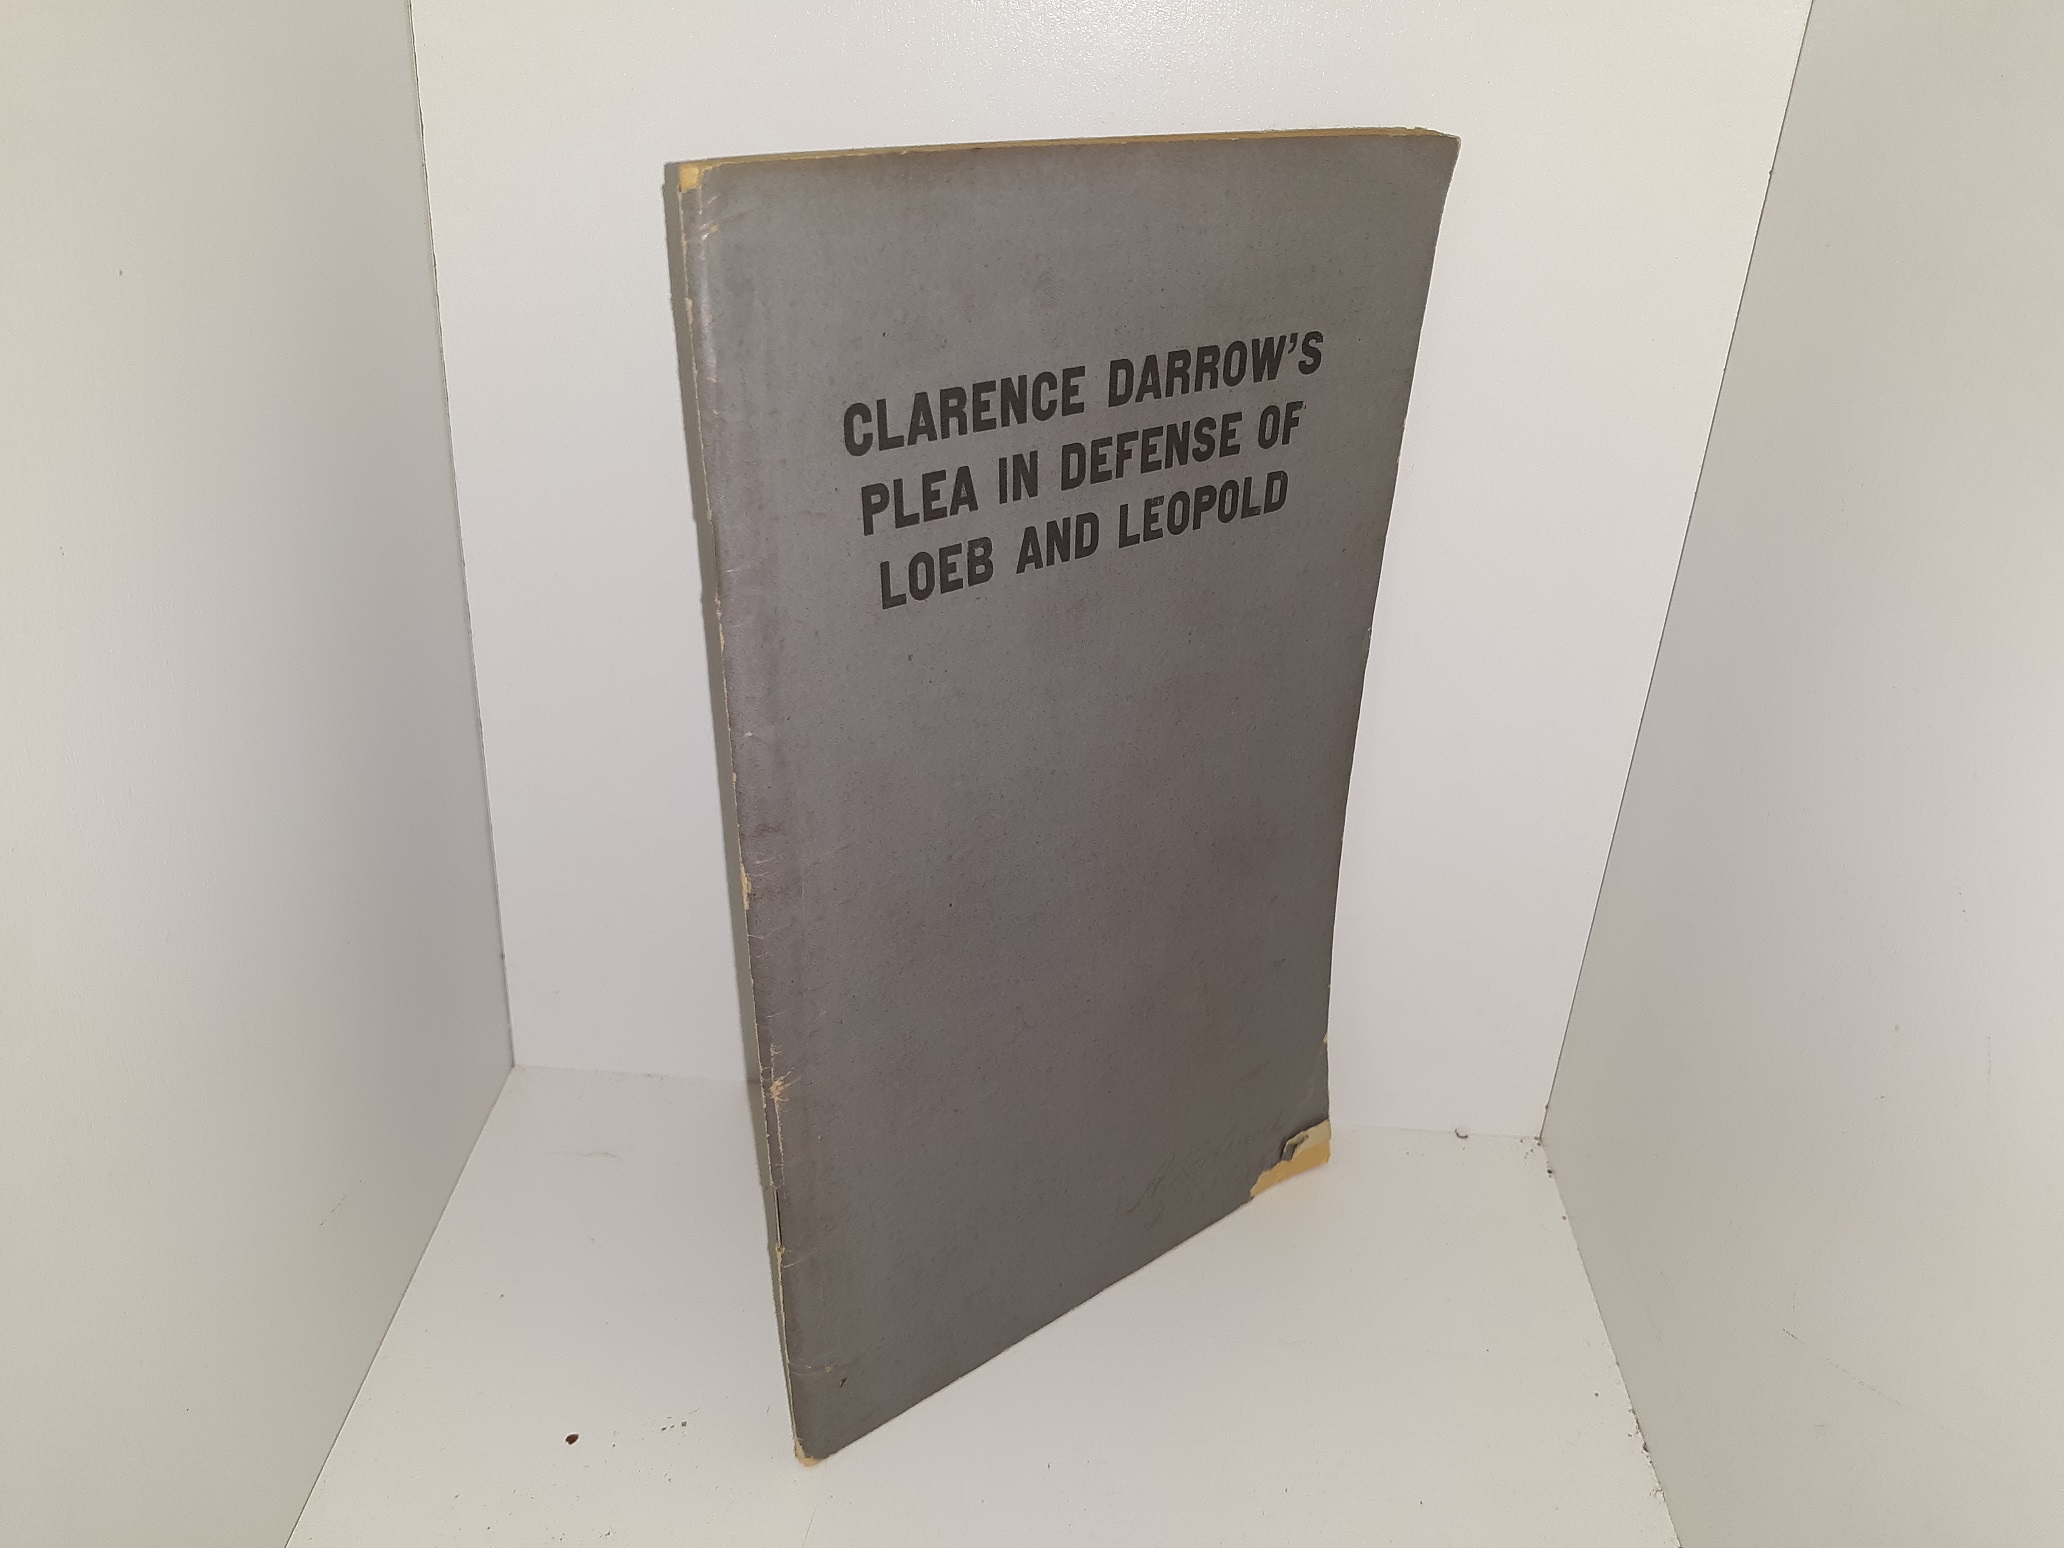 CLARENCE DARROW'S
PLEA IN DEFENSE OF
LOEB AND LEOPOLD